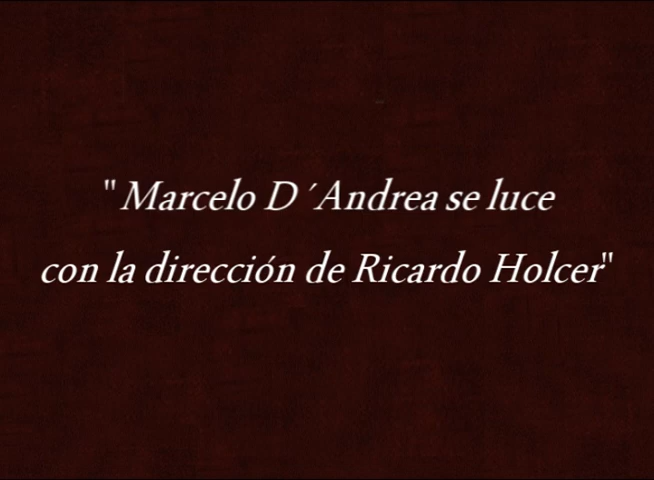 " Marcelo D ´Andrea se luce
con la dirección de Ricardo Holcer"